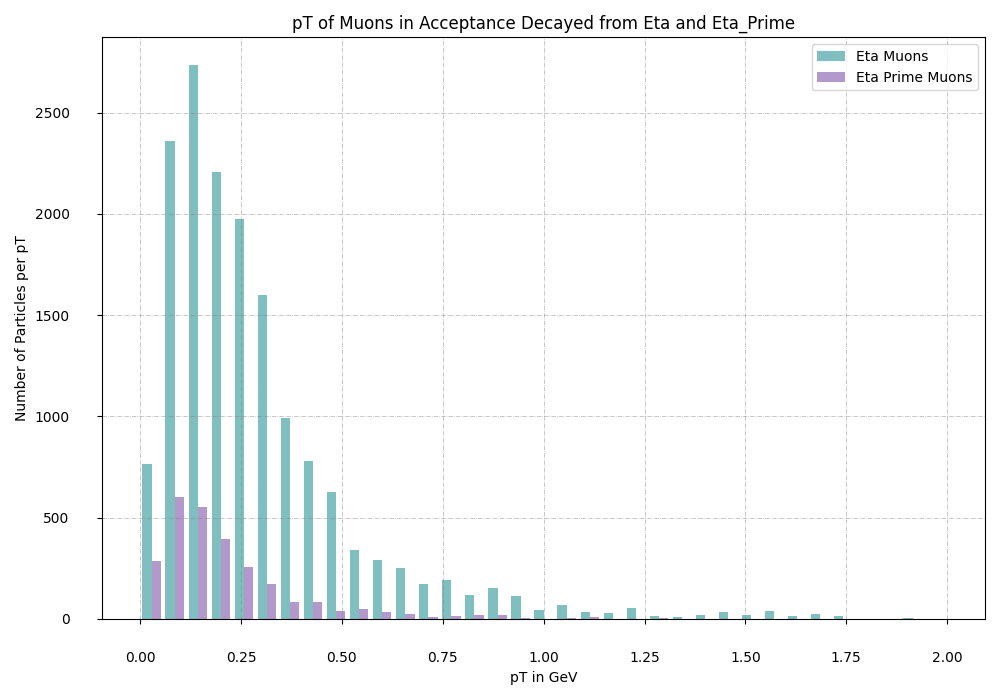 pT of Muons in Acceptance Decayed from Eta and Eta_Prime
Eta Muons
Eta Prime Muons
Number of Particles per pT
2500
2000
1500
1000
500
0
0.00 0.25 0.50 0.75 1.00 1.25 1.50 1.75 2.00
pT in GeV